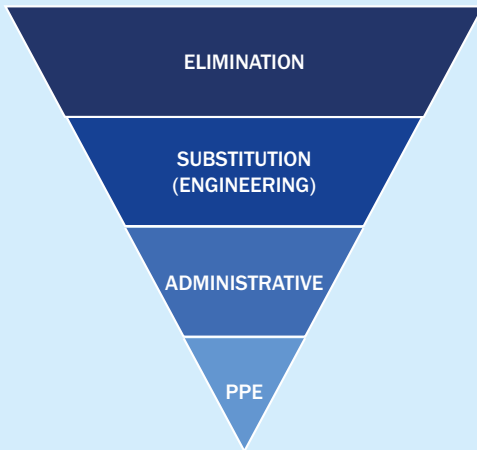 ELIMINATION
SUBSTITUTION
(ENGINEERING)
ADMINISTRATIVE
PPE